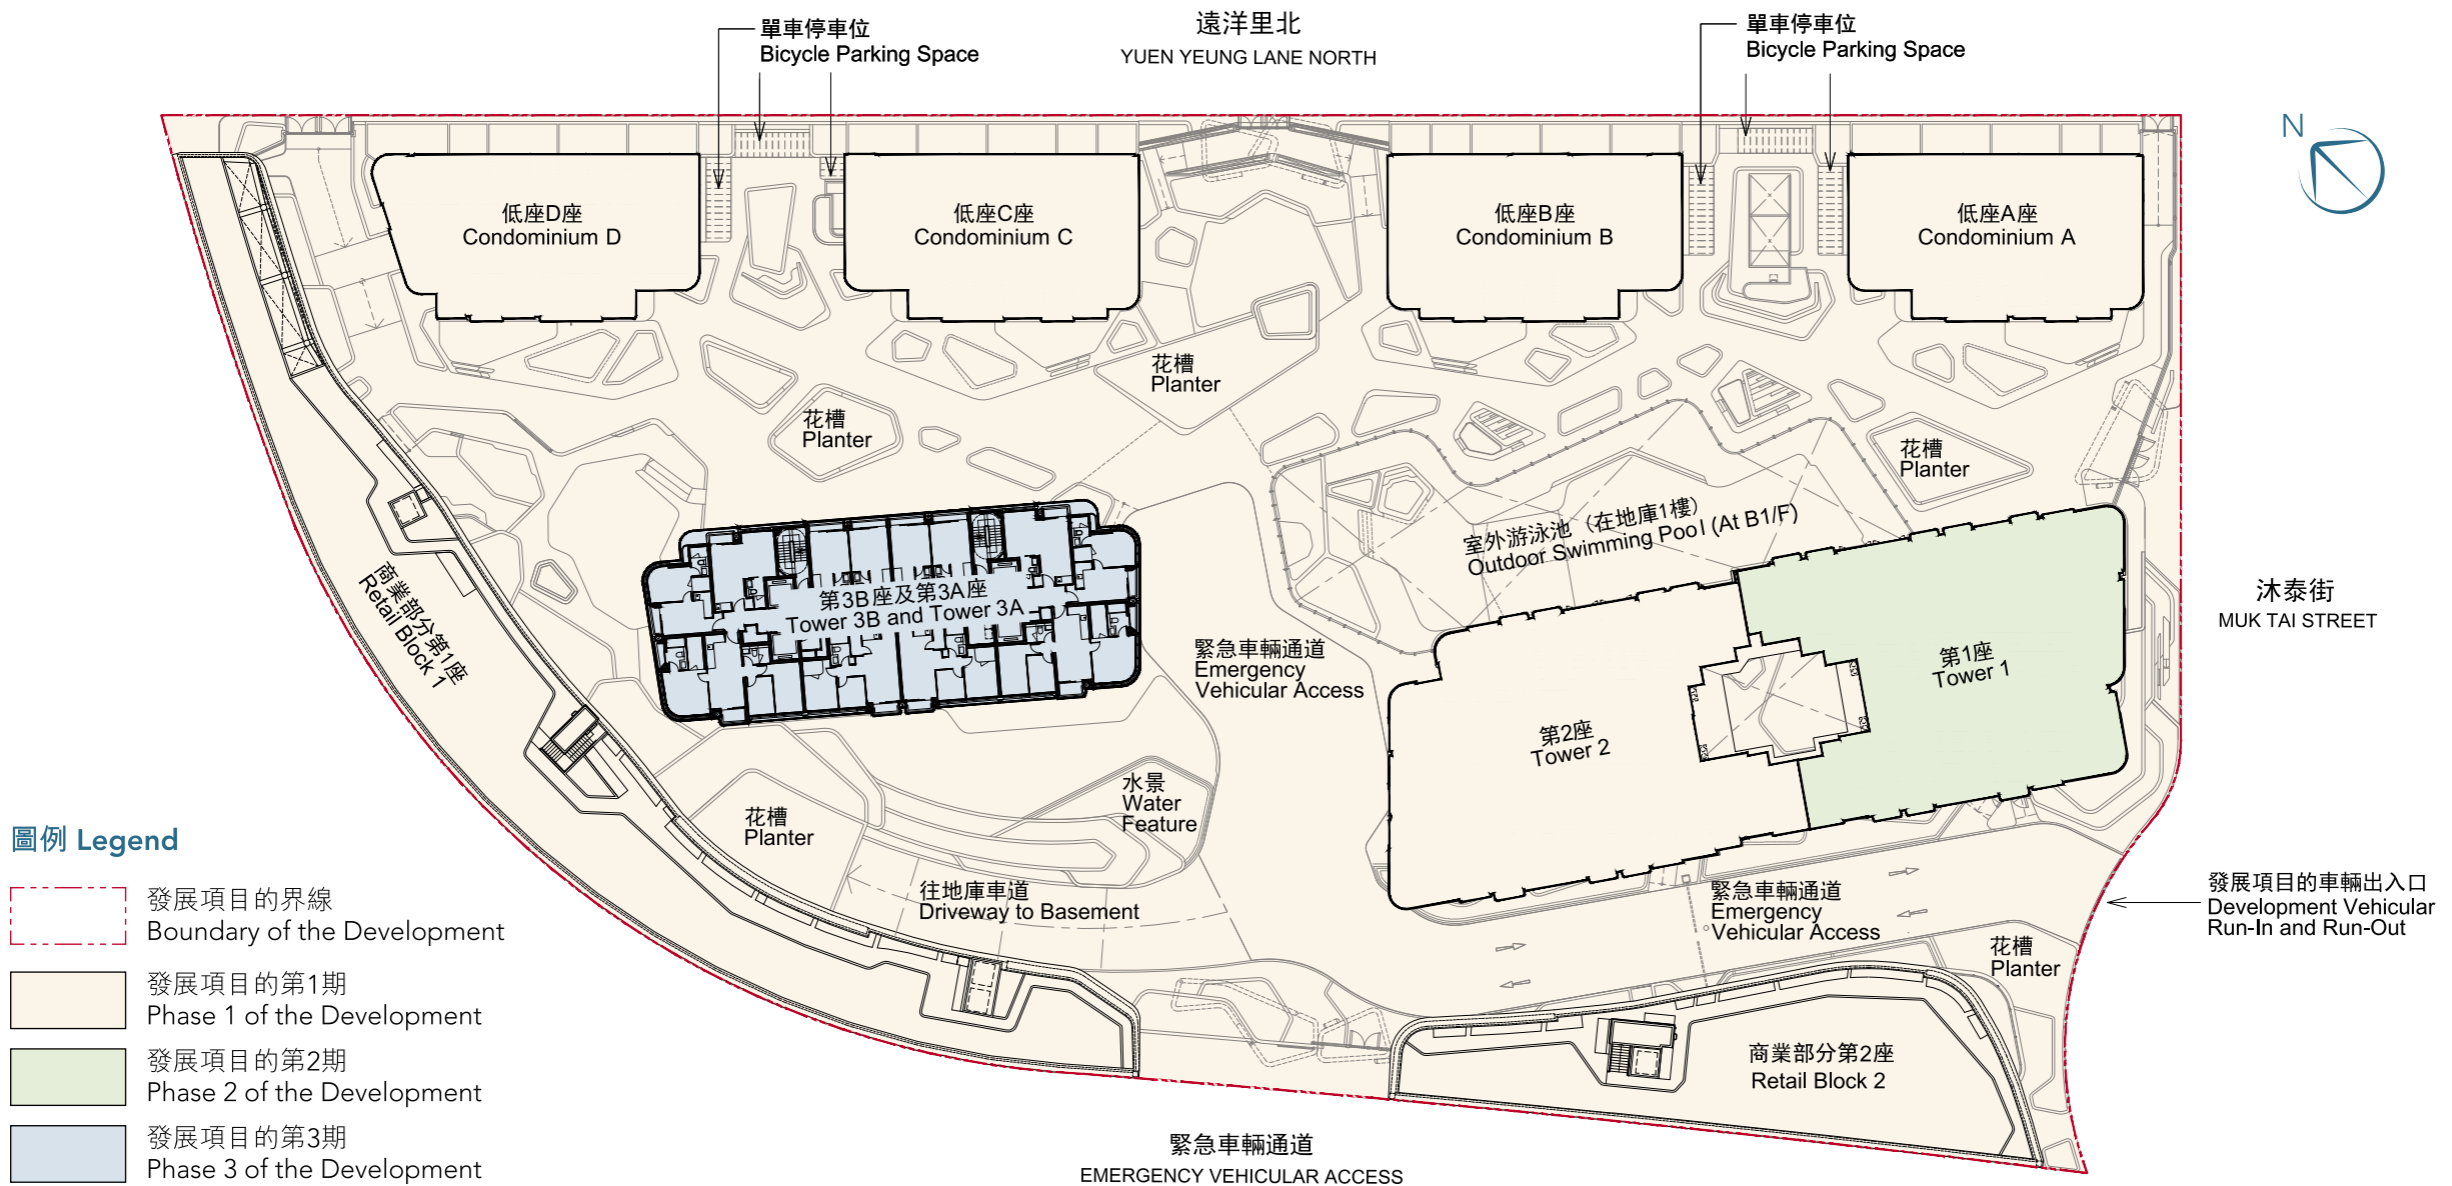 遠洋里北
YUEN YEUNG LANE NORTH
單車停車位
Bicycle Parking Space
單車停車位
Bicycle Parking Space
N
低座D座
Condominium D
低座C座
Condominium C
低座B座
Condominium B
低座A座
Condominium A
花槽
Planter
花槽
Planter
花槽
Planter
室外游泳池（在地庫1樓）
Outdoor Swimming Pool (At B1/F)
商業部分第1座
Retail Block 1
第3B座及第3A座
Tower 3B and Tower 3A
緊急車輛通道
Emergency
Vehicular Access
第1座
Tower 1
第2座
Tower 2
沐泰街
MUK TAI STREET
水景
Water
Feature
花槽
Planter
往地庫車道
Driveway to Basement
緊急車輛通道
Emergency
Vehicular Access
發展項目的車輛出入口
Development Vehicular
Run-In and Run-Out
花槽
Planter
商業部分第2座
Retail Block 2
緊急車輛通道
EMERGENCY VEHICULAR ACCESS
圖例 Legend
發展項目的界線
Boundary of the Development
發展項目的第1期
Phase 1 of the Development
發展項目的第2期
Phase 2 of the Development
發展項目的第3期
Phase 3 of the Development